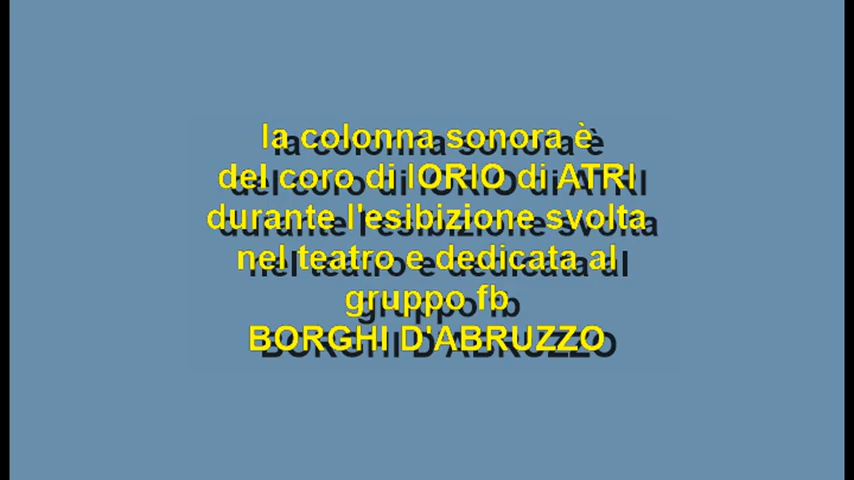 la colonna sonora è
del coro di IORIO di ATRI
durante l'esibizione svolta
nel teatro e dedicata al
gruppo fb
BORGHI D'ABRUZZO